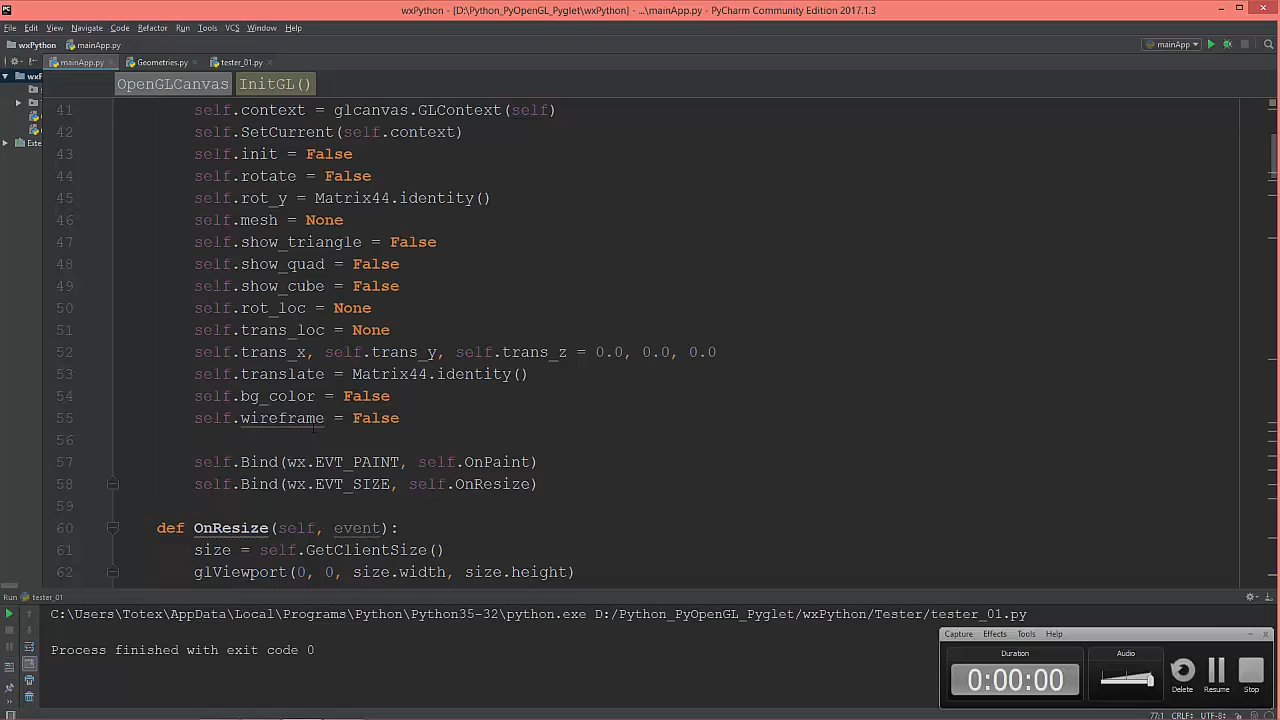 wxPython - [D:\Python_PyOpenGL_Pyglet\wxPython] - ...\mainApp.py - PyCharm Community Edition 2017.1.3
File Edit View Navigate Code Refactor Run Tools VCS Window Help
wxPython mainApp.py mainApp
mainApp.py Geometries.py tester_01.py
OpenGLCanvas InitGL()
41 self.context = glcanvas.GLContext(self)
42 self.SetCurrent(self.context)
43 self.init = False
44 self.rotate = False
45 self.rot_y = Matrix44.identity()
46 self.mesh = None
47 self.show_triangle = False
48 self.show_quad = False
49 self.show_cube = False
50 self.rot_loc = None
51 self.trans_loc = None
52 self.trans_x, self.trans_y, self.trans_z = 0.0, 0.0, 0.0
53 self.translate = Matrix44.identity()
54 self.bg_color = False
55 self.wireframe = False
56
57 self.Bind(wx.EVT_PAINT, self.OnPaint)
58 self.Bind(wx.EVT_SIZE, self.OnResize)
59
60 def OnResize(self, event):
61 size = self.GetClientSize()
62 glViewport(0, 0, size.width, size.height)
Run tester_01
C:\Users\Totex\AppData\Local\Programs\Python\Python35-32\python.exe D:/Python_PyOpenGL_Pyglet/wxPython/Tester/tester_01.py
Process finished with exit code 0
Capture Effects Tools Help
Duration Audio
0:00:00
Delete Resume Stop
77:1 CRLF UTF-8